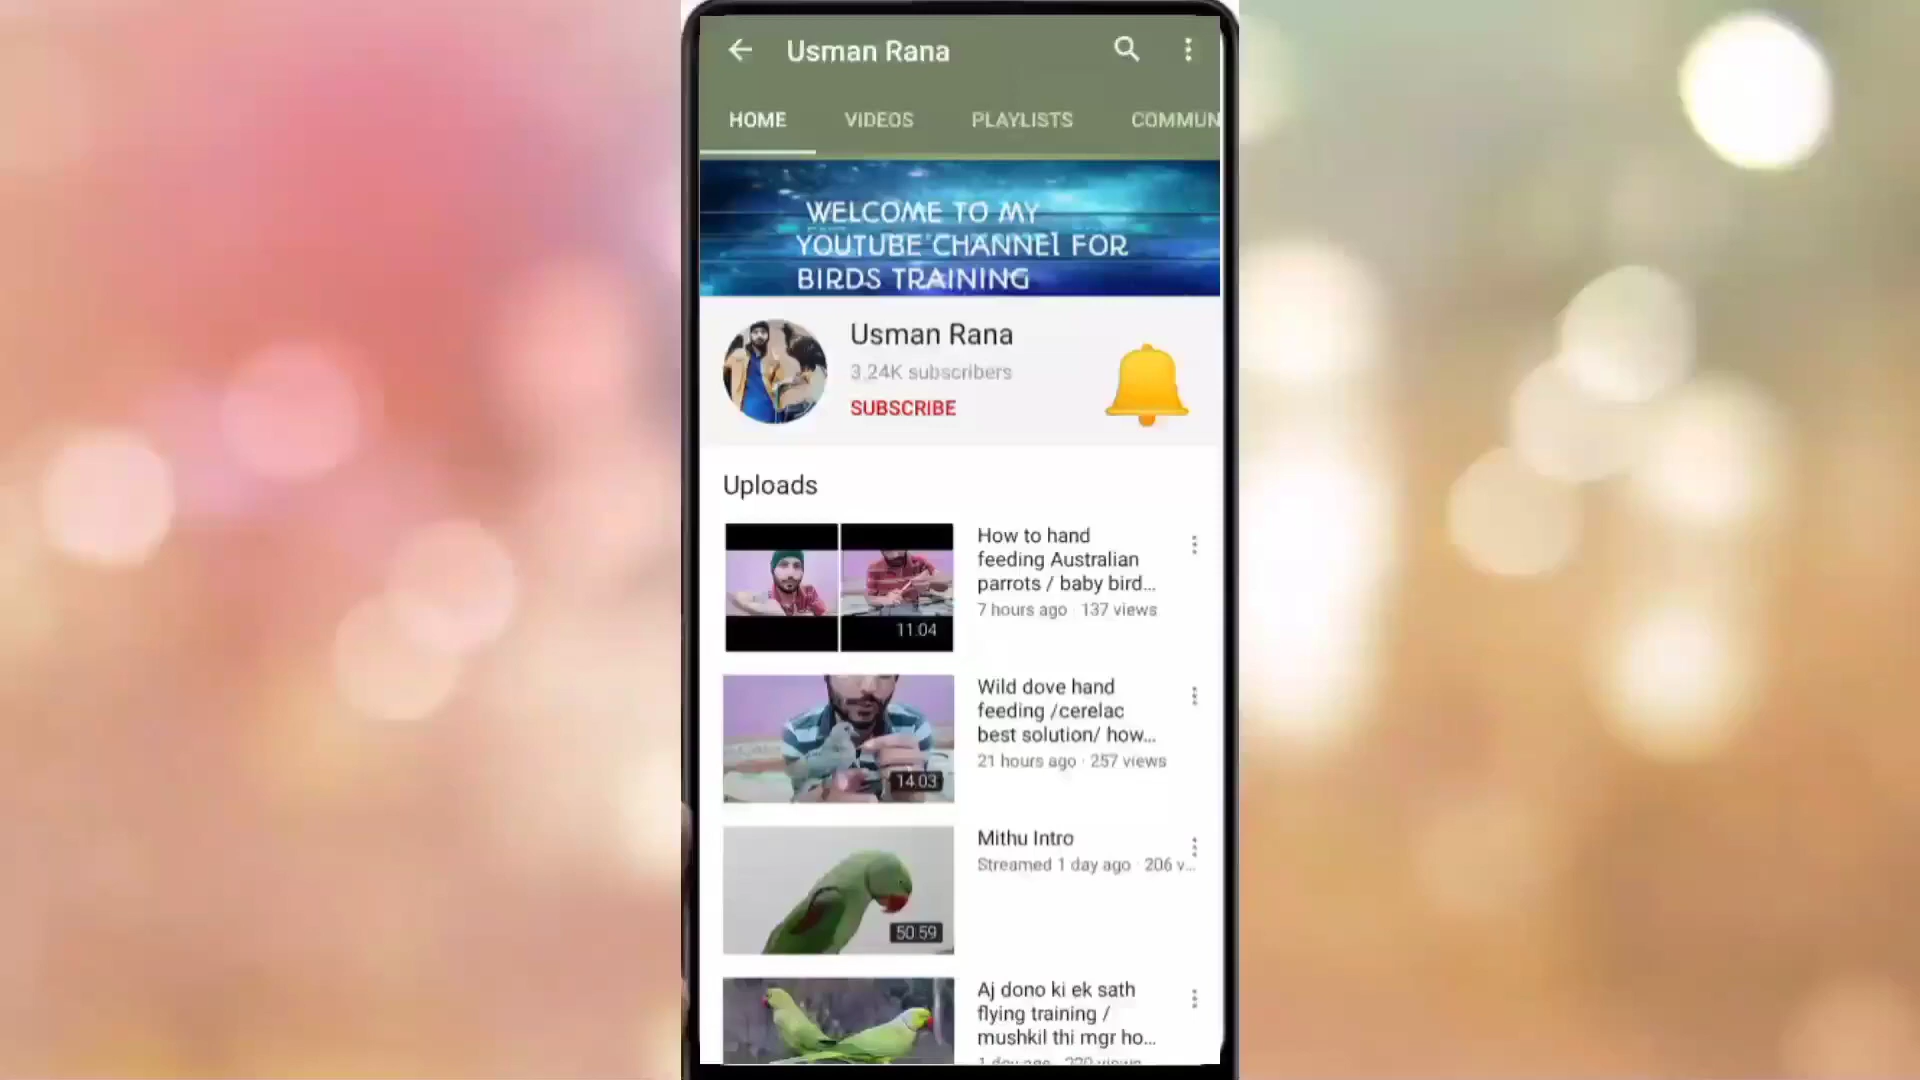 Usman Rana
HOME VIDEOS PLAYLISTS COMMUN
WELCOME TO MY
YOUTUBE CHANNEl FOR
BIRDS TRAINING
Usman Rana
3.24K subscribers
SUBSCRIBE
Uploads
How to hand
feeding Australian
parrots / baby bird...
7 hours ago · 137 views
11:04
Wild dove hand
feeding /cerelac
best solution/ how...
21 hours ago · 257 views
14:03
Mithu Intro
Streamed 1 day ago · 206 v...
50:59
Aj dono ki ek sath
flying training /
mushkil thi mgr ho...
1 day ago